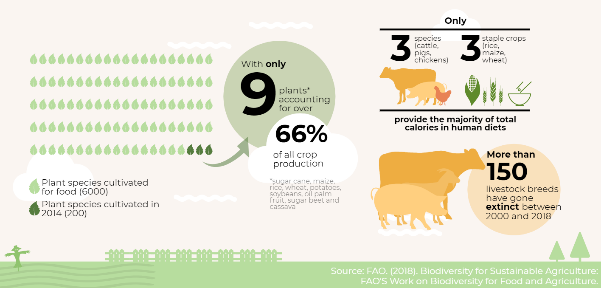 Plant species cultivated
for food (6000)
Plant species cultivated in
2014 (200)
With only
9
plants*
accounting
for over
66%
of all crop
production
*sugar cane, maize,
rice, wheat, potatoes,
soybeans, oil palm
fruit, sugar beet and
cassava
Only
3
species
(cattle,
pigs,
chickens)
3
staple crops
(rice,
maize,
wheat)
provide the majority of total
calories in human diets
More than
150
livestock breeds
have gone
extinct between
2000 and 2018
Source: FAO. (2018). Biodiversity for Sustainable Agriculture:
FAO'S Work on Biodiversity for Food and Agriculture.